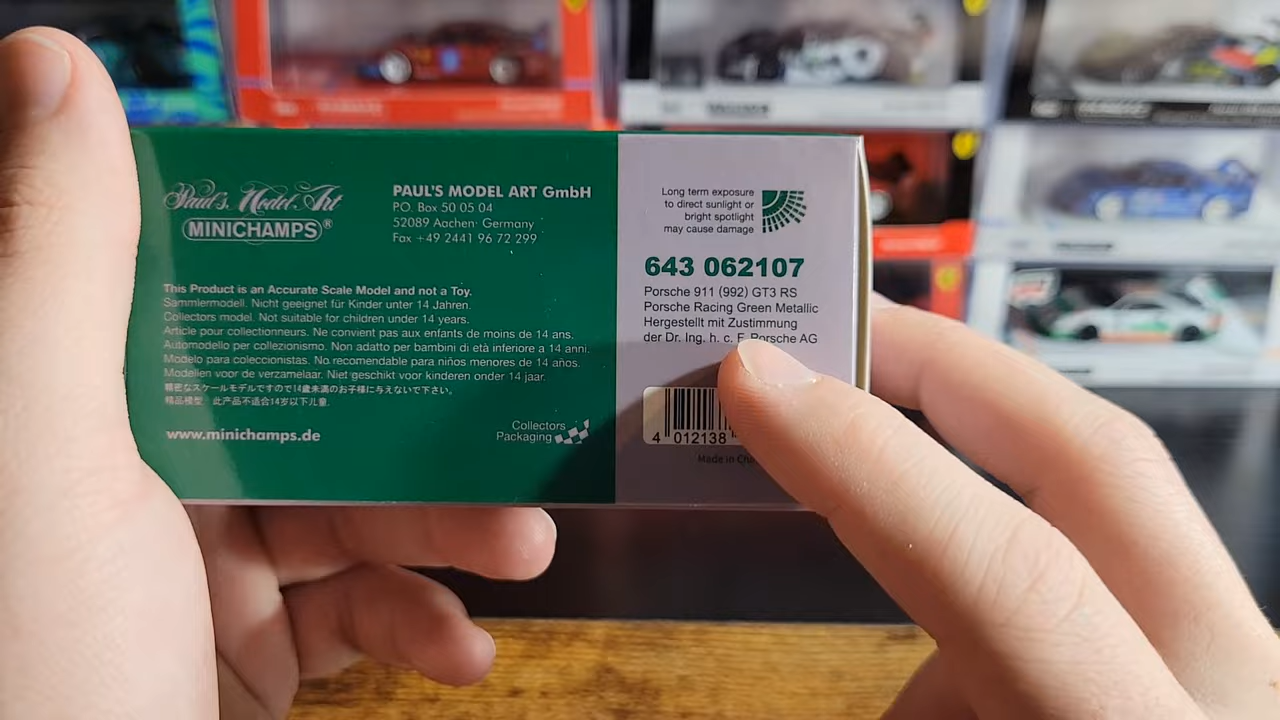 Paul's Model Art
MINICHAMPS®
PAUL'S MODEL ART GmbH
P.O. Box 50 05 04
52089 Aachen· Germany
Fax +49 2441 96 72 299
This Product is an Accurate Scale Model and not a Toy.
Sammlermodell. Nicht geeignet für Kinder unter 14 Jahren.
Collectors model. Not suitable for children under 14 years.
Article pour collectionneurs. Ne convient pas aux enfants de moins de 14 ans.
Automodello per collezionismo. Non adatto per bambini di età inferiore a 14 anni.
Modelo para coleccionistas. No recomendable para niños menores de 14 años.
Modellen voor de verzamelaar. Niet geschikt voor kinderen onder 14 jaar.
精密なスケールモデルですので14歳未満のお子様に与えないで下さい。
精品模型. 此产品不适合14岁以下儿童.
www.minichamps.de
Collectors
Packaging
Long term exposure
to direct sunlight or
bright spotlight
may cause damage
643 062107
Porsche 911 (992) GT3 RS
Porsche Racing Green Metallic
Hergestellt mit Zustimmung
der Dr. Ing. h. c. F. Porsche AG
4 012138
Made in